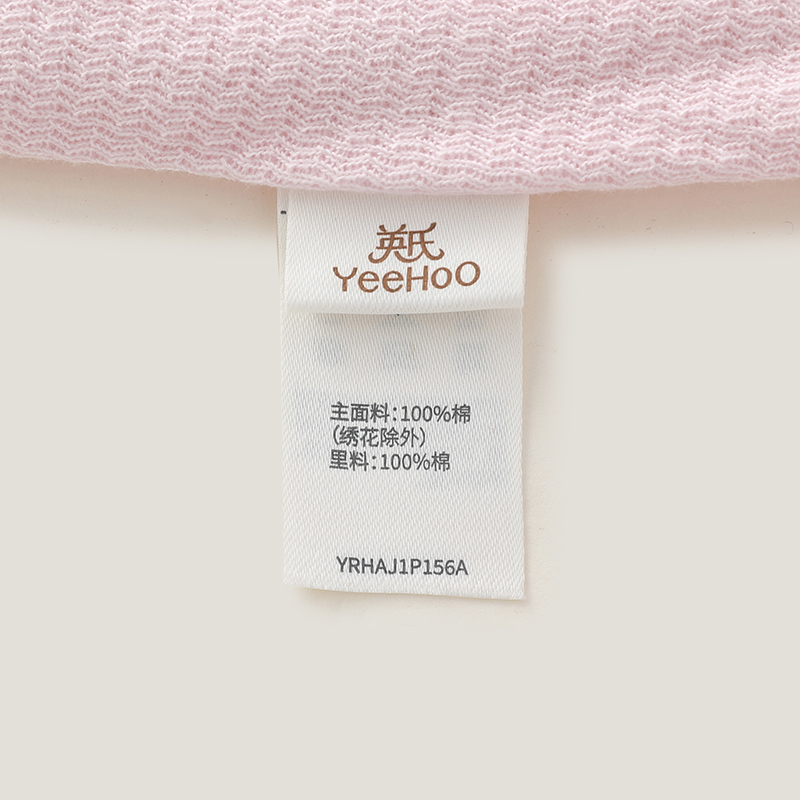 英氏
YeeHoO
主面料:100%棉
(绣花除外)
里料:100%棉
YRHAJ1P156A